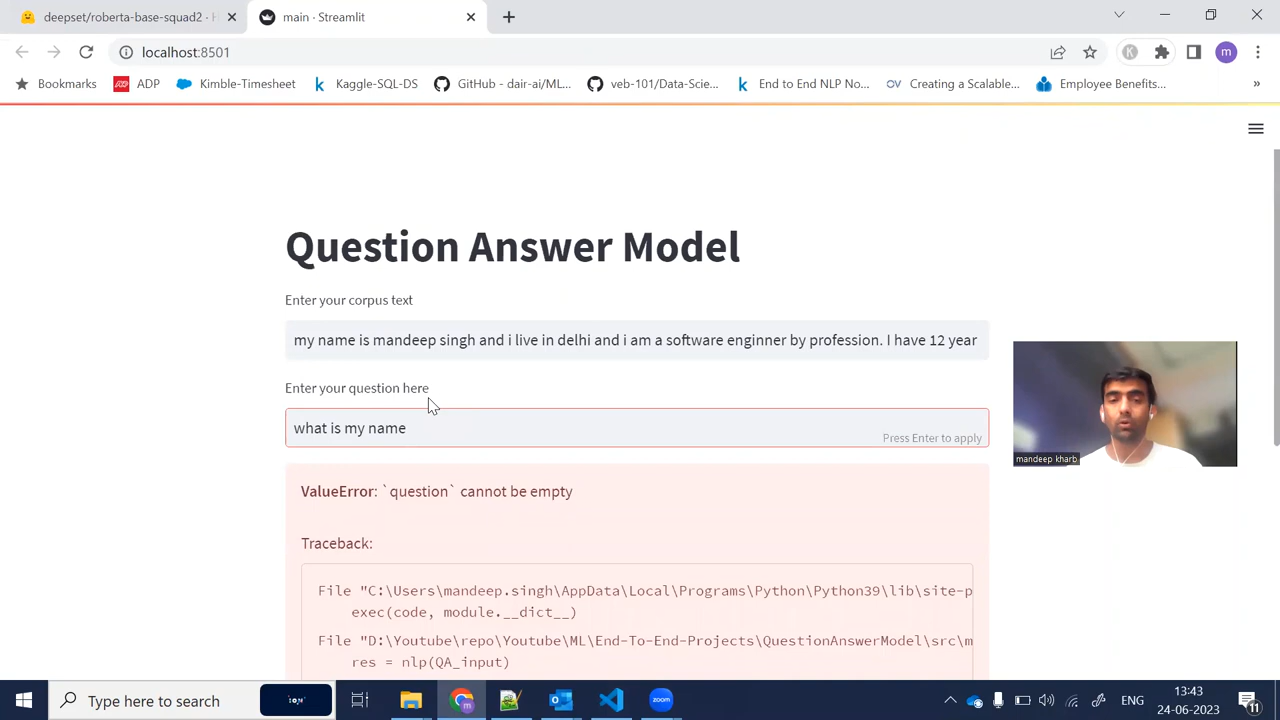 deepset/roberta-base-squad2 · H
main · Streamlit
localhost:8501
m
Bookmarks
ADP
Kimble-Timesheet
Kaggle-SQL-DS
GitHub - dair-ai/ML...
veb-101/Data-Scie...
End to End NLP No...
Creating a Scalable...
Employee Benefits...
»
Question Answer Model
Enter your corpus text
my name is mandeep singh and i live in delhi and i am a software enginner by profession. I have 12 year
Enter your question here
what is my name
Press Enter to apply
mandeep kharb
ValueError: `question` cannot be empty
Traceback:
File "C:\Users\mandeep.singh\AppData\Local\Programs\Python\Python39\lib\site-p
exec(code, module.__dict__)
File "D:\Youtube\repo\Youtube\ML\End-To-End-Projects\QuestionAnswerModel\src\m
res = nlp(QA_input)
Type here to search
zoom
ENG
13:43
24-06-2023
11